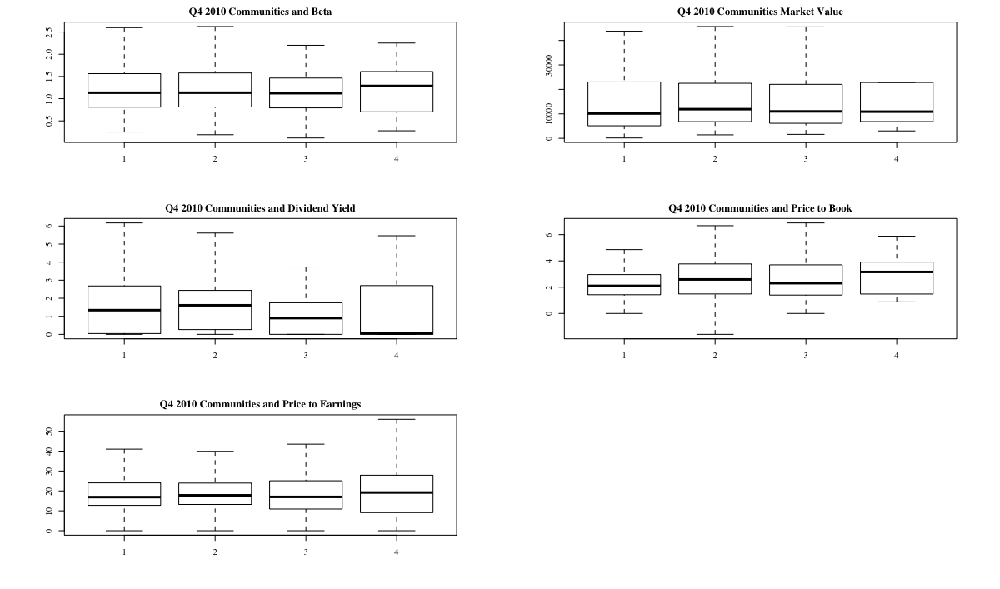 Q4 2010 Communities and Beta
2.5
2.0
1.5
1.0
0.5
1 2 3 4
Q4 2010 Communities Market Value
30000
10000
0
1 2 3 4
Q4 2010 Communities and Dividend Yield
6
5
4
3
2
1
0
1 2 3 4
Q4 2010 Communities and Price to Book
6
4
2
0
1 2 3 4
Q4 2010 Communities and Price to Earnings
50
40
30
20
10
0
1 2 3 4